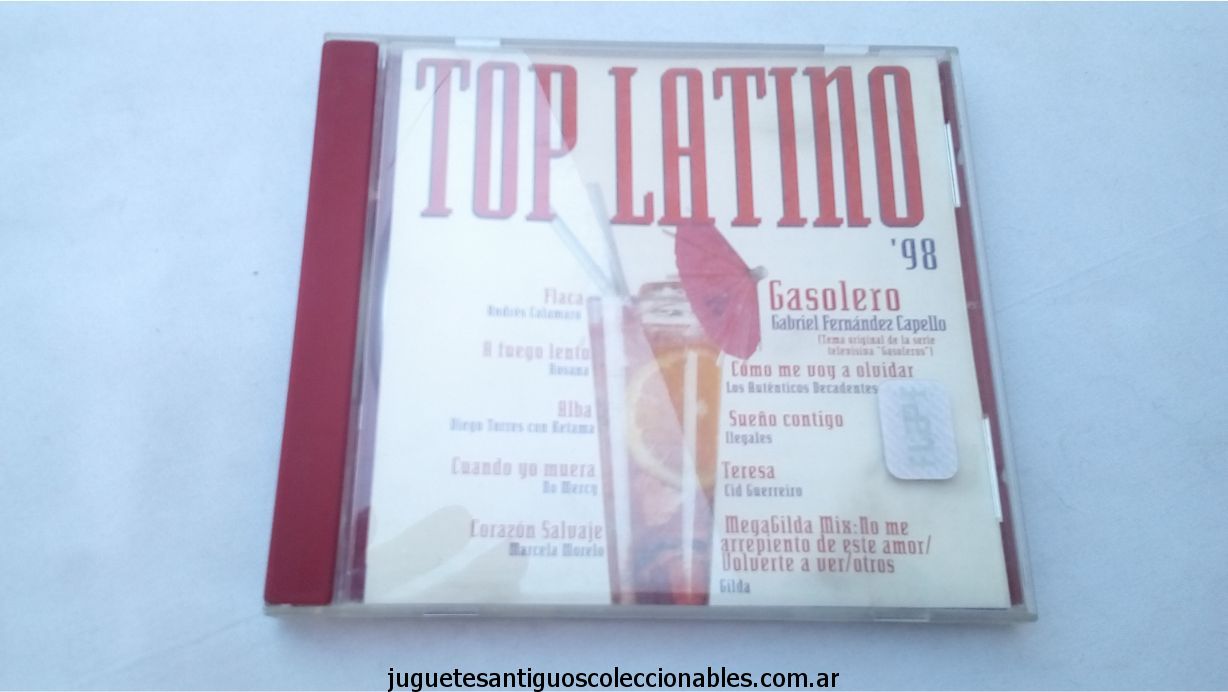 TOP LATINO
'98
Flaca
Andrés Calamaro
A fuego lento
Rosana
Alba
Diego Torres con Ketama
Cuando yo muera
No Mercy
Corazón Salvaje
Marcela Morelo
Gasolero
Gabriel Fernández Capello
(Tema original de la serie
televisiva "Gasoleros")
Cómo me voy a olvidar
Los Auténticos Decadentes
Sueño contigo
Ilegales
Teresa
Cid Guerreiro
MegaGilda Mix:No me
arrepiento de este amor/
Volverte a ver/otros
Gilda
juguetesantiguoscoleccionables.com.ar